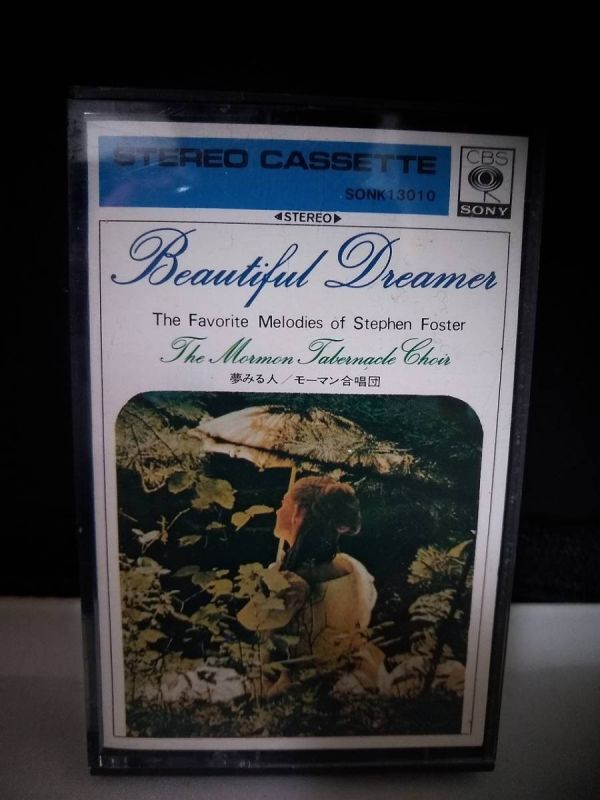 STEREO CASSETTE
SONK13010
CBS
SONY
◀STEREO▶
Beautiful Dreamer
The Favorite Melodies of Stephen Foster
The Mormon Tabernacle Choir
夢みる人／モーマン合唱団